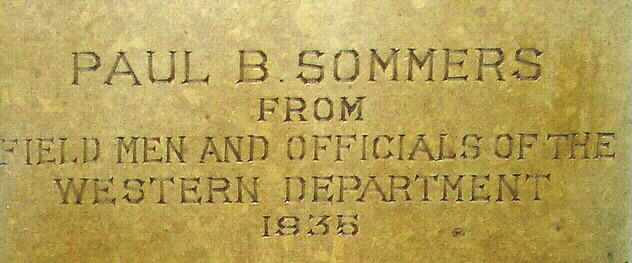 PAUL B. SOMMERS
FROM
FIELD MEN AND OFFICIALS OF THE
WESTERN DEPARTMENT
1935